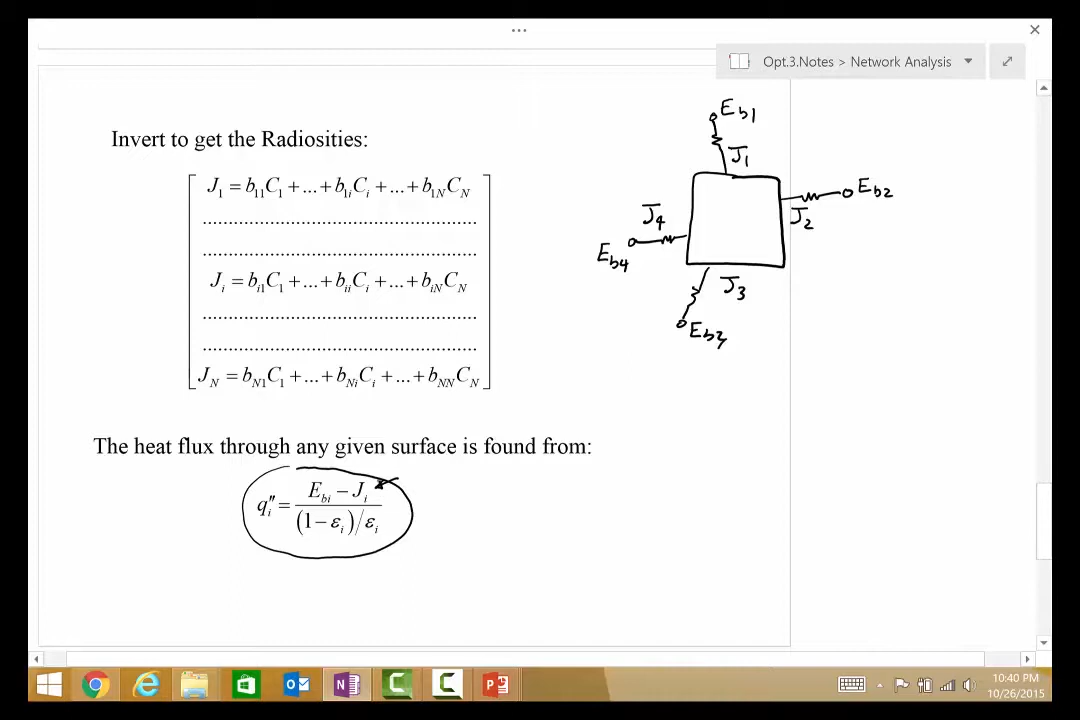 ...
Opt.3.Notes > Network Analysis
Invert to get the Radiosities:
J₁ = b₁₁C₁ + ... + b₁ᵢCᵢ + ... + b₁NCN
.................................................
.................................................
Jᵢ = bᵢ₁C₁ + ... + bᵢᵢCᵢ + ... + bᵢNCN
.................................................
.................................................
JN = bN₁C₁ + ... + bNᵢCᵢ + ... + bNNCN
Eb1
J1
Eb2
J2
J4
Eb4
J3
Eb3
The heat flux through any given surface is found from:
qᵢ″ = (Ebi − Jᵢ) / ((1 − εᵢ)/εᵢ)
10:40 PM
10/26/2015